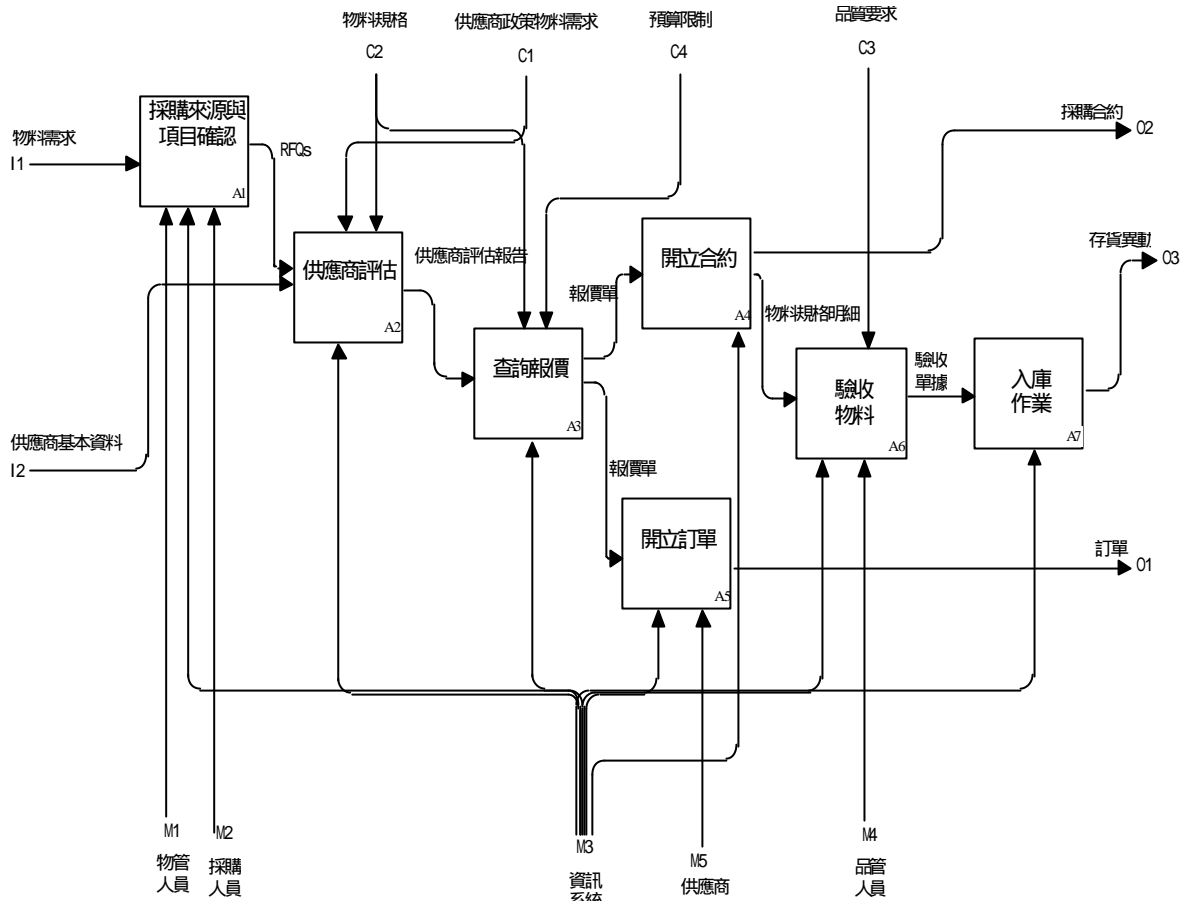 物料規格
供應商政策物料需求
預算限制
品管要求
C2
C1
C4
C3
採購來源與
項目確認
A1
物料需求
I1
RFQs
採購合約
O2
供應商評估
A2
供應商評估報告
開立合約
A4
存貨異動
O3
報價單
物料規格明細
查詢報價
A3
驗收
物料
A6
驗收
單據
入庫
作業
A7
供應商基本資料
I2
報價單
開立訂單
A5
訂單
O1
M1
物管
人員
M2
採購
人員
M3
資訊
系統
M5
供應商
M4
品管
人員